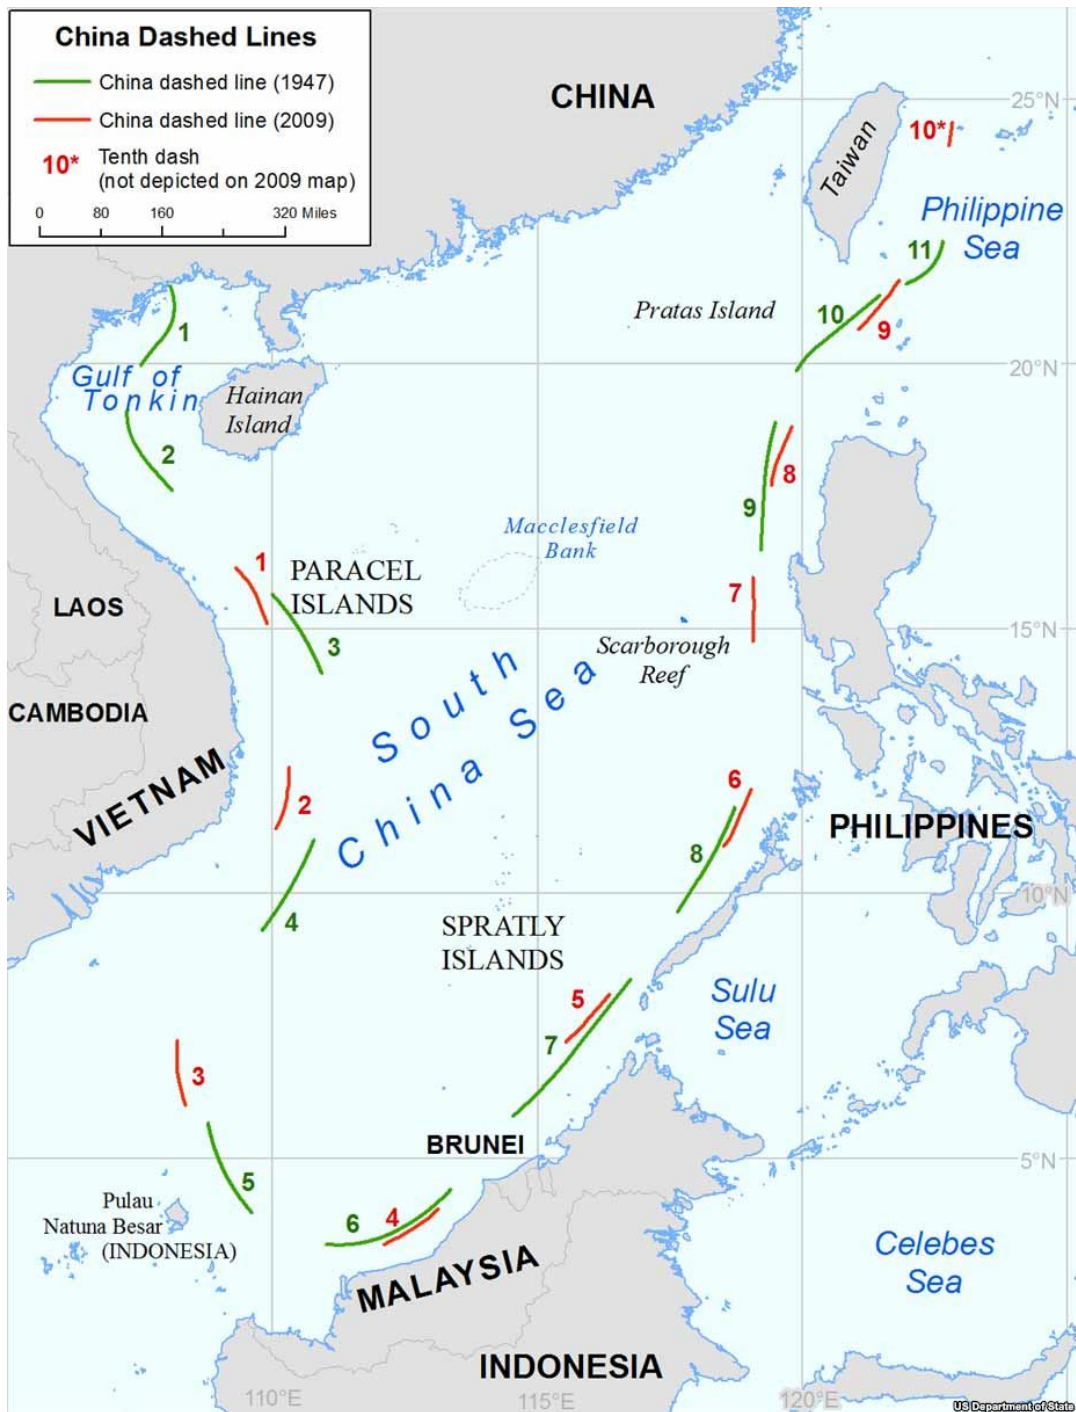 China Dashed Lines
China dashed line (1947)
China dashed line (2009)
10* Tenth dash
(not depicted on 2009 map)
0 80 160 320 Miles
CHINA
25°N
10*
Taiwan
Philippine
Sea
11
1
Pratas Island
10
9
20°N
Gulf of
Tonkin
Hainan
Island
2
8
9
Macclesfield
Bank
1
PARACEL
ISLANDS
7
LAOS
15°N
3
Scarborough
Reef
South
China Sea
CAMBODIA
VIETNAM
2
6
PHILIPPINES
8
10°N
4
SPRATLY
ISLANDS
5
Sulu
Sea
7
3
BRUNEI
5°N
5
Pulau
Natuna Besar
(INDONESIA)
6
4
Celebes
Sea
MALAYSIA
INDONESIA
110°E
115°E
120°E
US Department of State